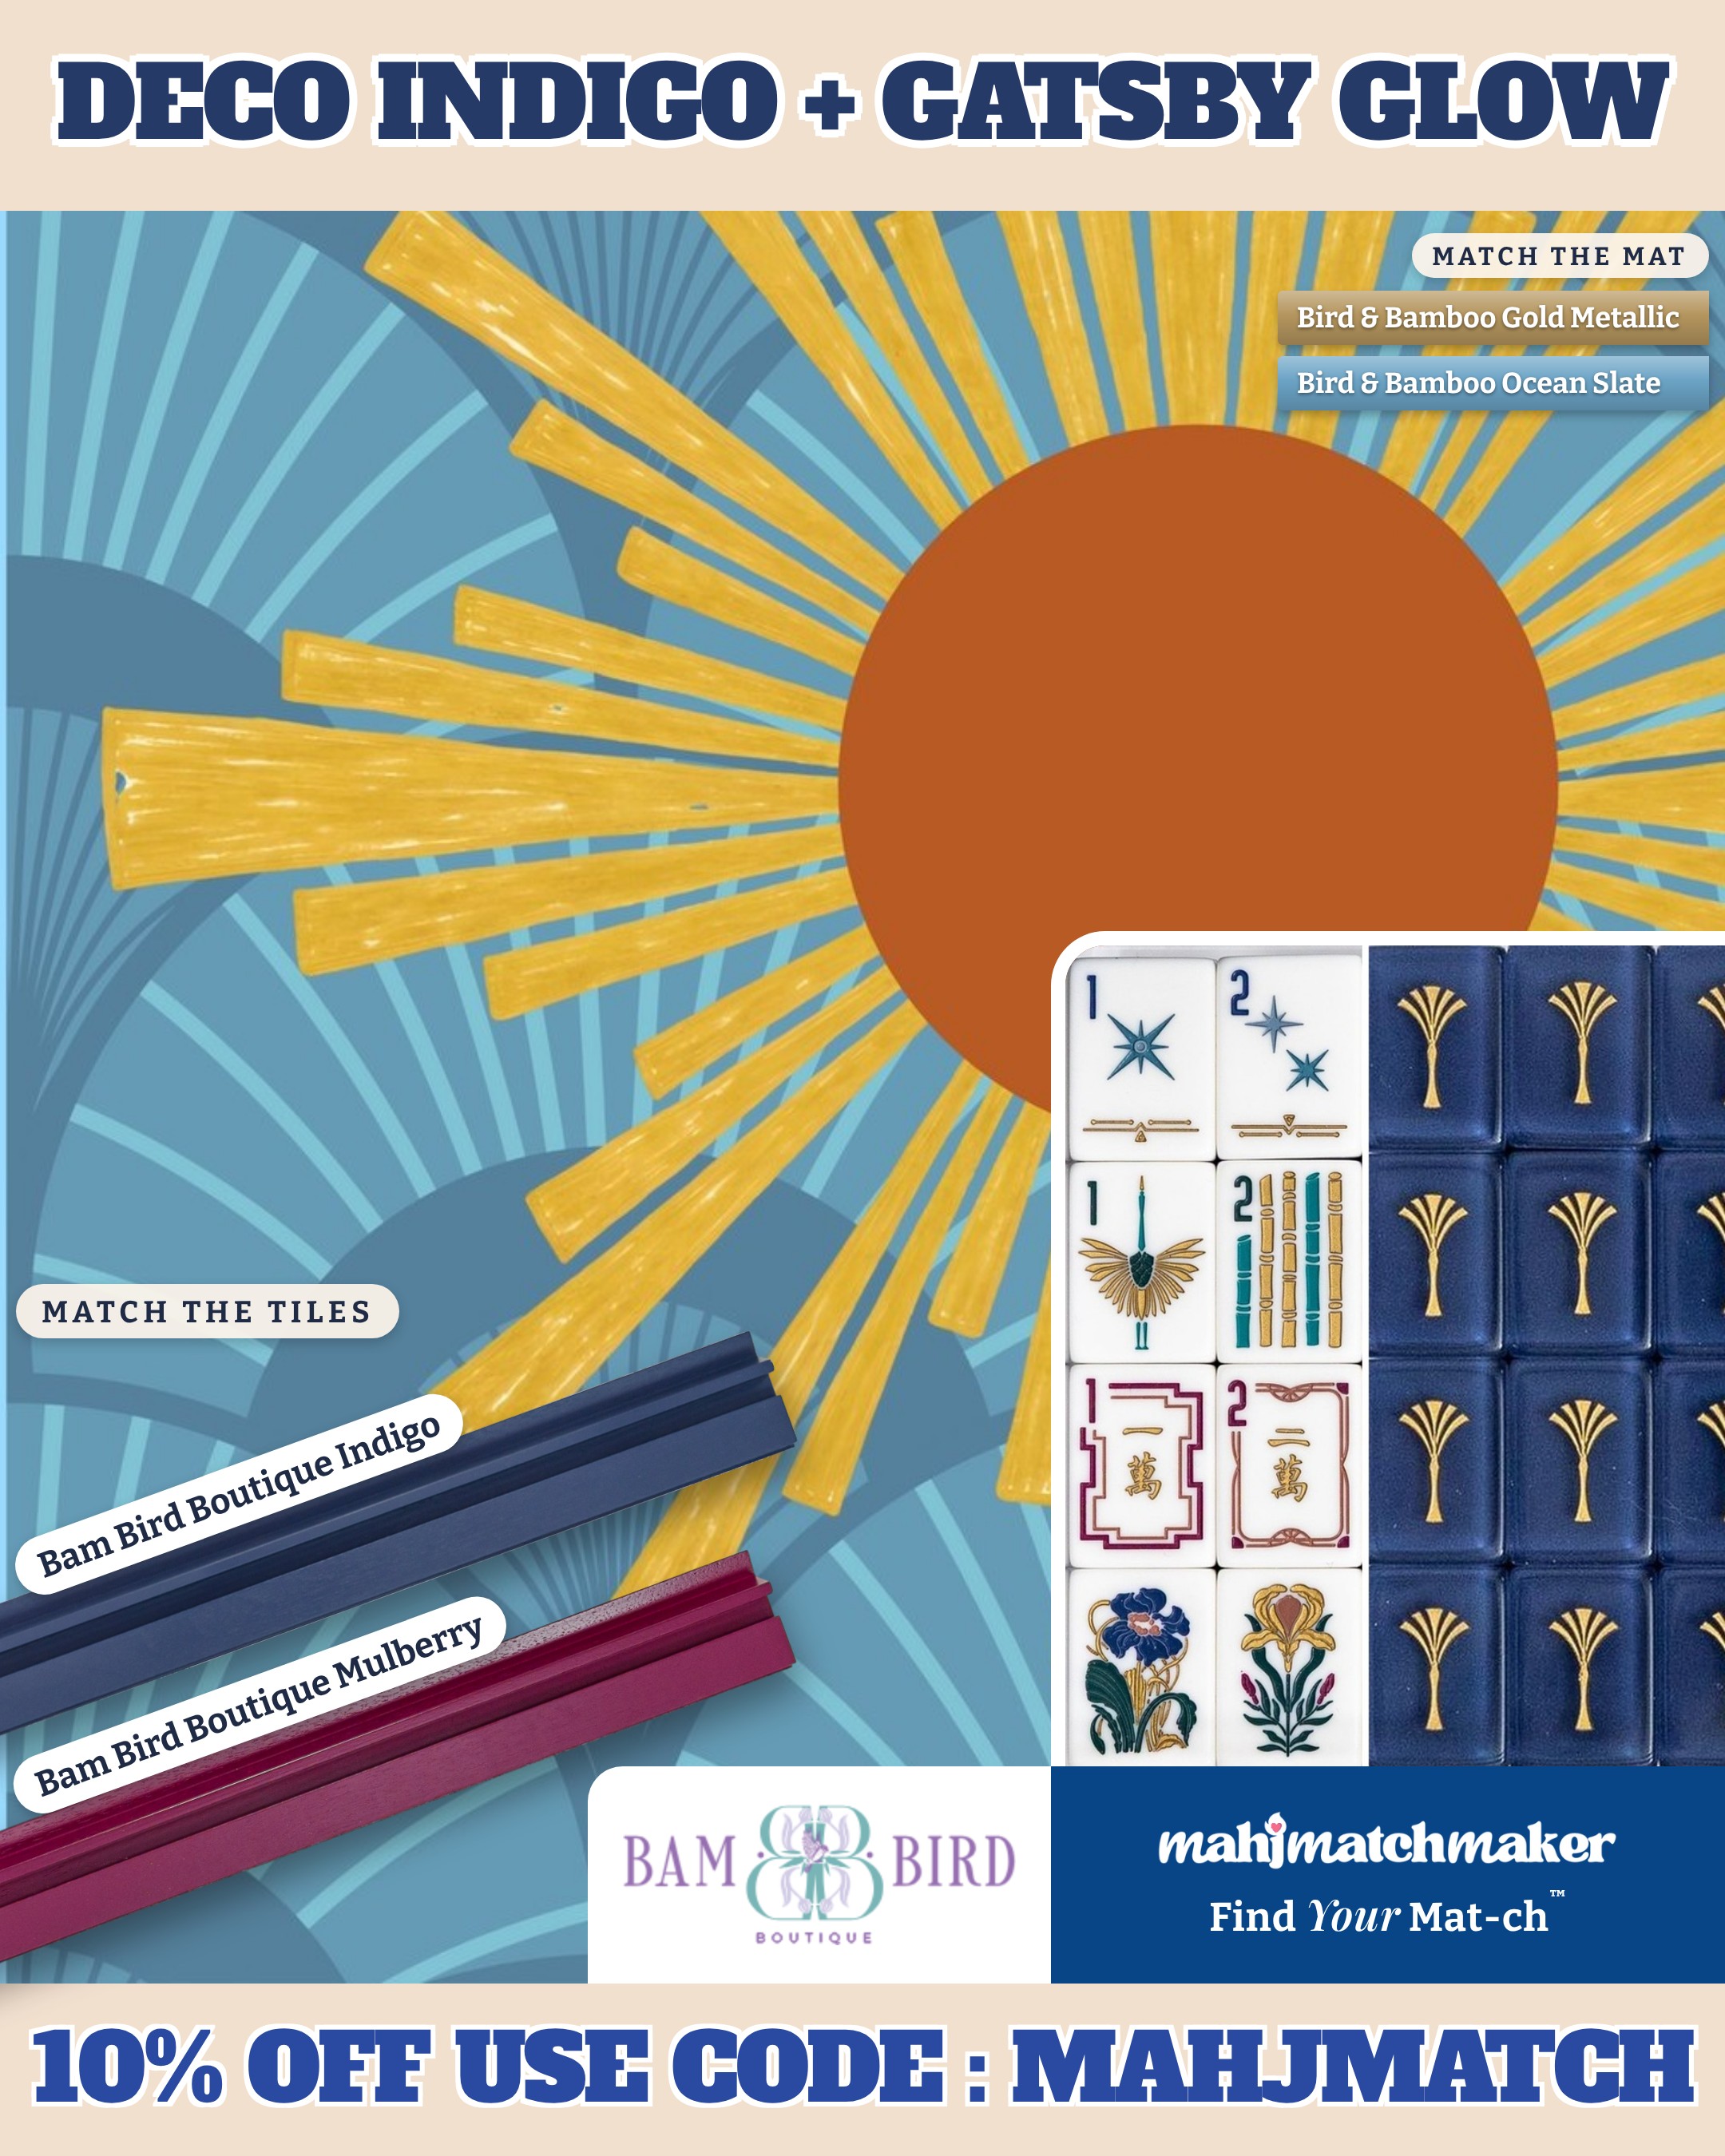 DECO INDIGO + GATSBY GLOW
MATCH THE MAT
Bird & Bamboo Gold Metallic
Bird & Bamboo Ocean Slate
1
2
1
2
1
一
萬
2
二
萬
MATCH THE TILES
Bam Bird Boutique Indigo
Bam Bird Boutique Mulberry
BAM BIRD
BOUTIQUE
mahjmatchmaker
Find Your Mat-ch™
10% OFF USE CODE : MAHJMATCH